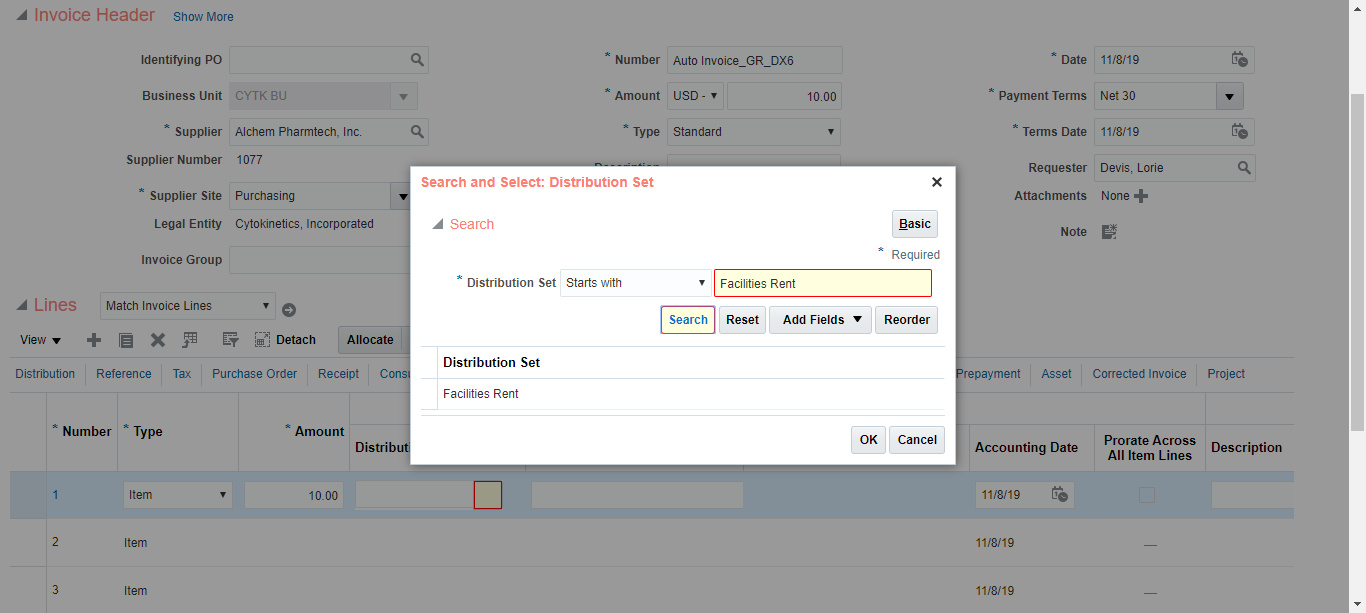 Invoice Header Show More
Identifying PO
* Number Auto Invoice_GR_DX6
* Date 11/8/19
Business Unit CYTK BU
* Amount USD - 10.00
* Payment Terms Net 30
* Supplier Alchem Pharmtech, Inc.
* Type Standard
* Terms Date 11/8/19
Supplier Number 1077
Requester Devis, Lorie
* Supplier Site Purchasing
Attachments None
Legal Entity Cytokinetics, Incorporated
Note
Invoice Group
Search and Select: Distribution Set
Search
Basic
* Required
* Distribution Set Starts with Facilities Rent
Search Reset Add Fields Reorder
Distribution Set
Facilities Rent
OK Cancel
Lines Match Invoice Lines
View Detach Allocate
Distribution Reference Tax Purchase Order Receipt Prepayment Asset Corrected Invoice Project
* Number * Type * Amount Accounting Date Prorate Across
All Item Lines Description
1 Item 10.00 11/8/19
2 Item 11/8/19 —
3 Item 11/8/19 —